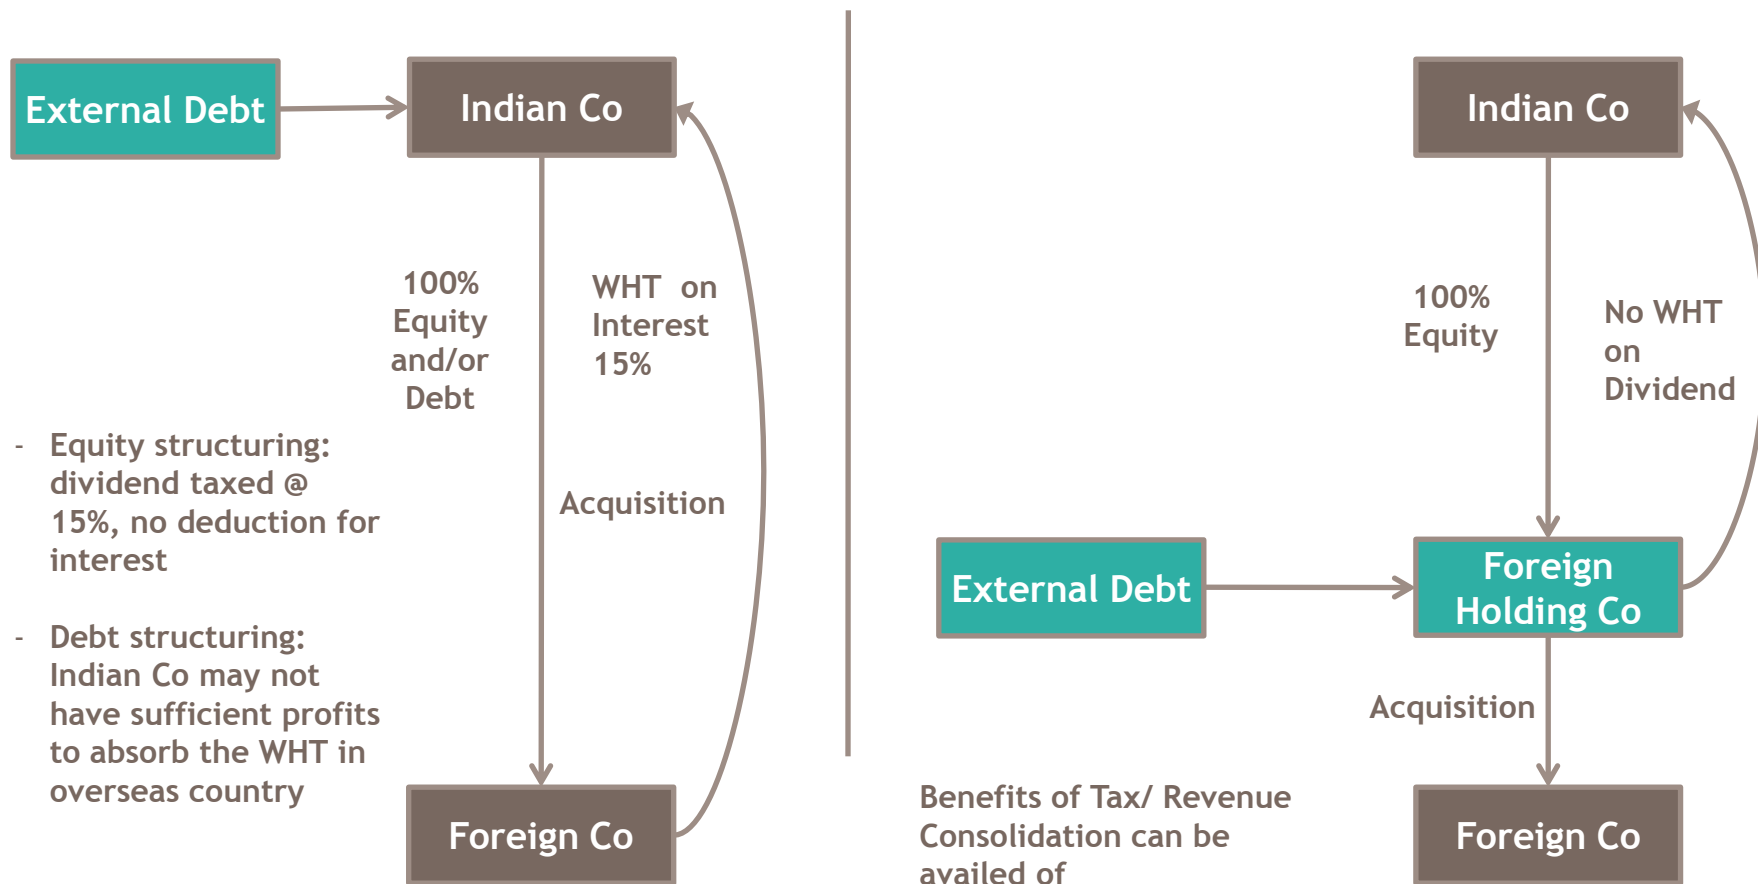 External Debt
Indian Co
100%
Equity
and/or
Debt
WHT on
Interest
15%
- Equity structuring:
dividend taxed @
15%, no deduction for
interest
Acquisition
- Debt structuring:
Indian Co may not
have sufficient profits
to absorb the WHT in
overseas country
Foreign Co
Indian Co
100%
Equity
No WHT
on
Dividend
External Debt
Foreign
Holding Co
Acquisition
Benefits of Tax/ Revenue
Consolidation can be
availed of
Foreign Co